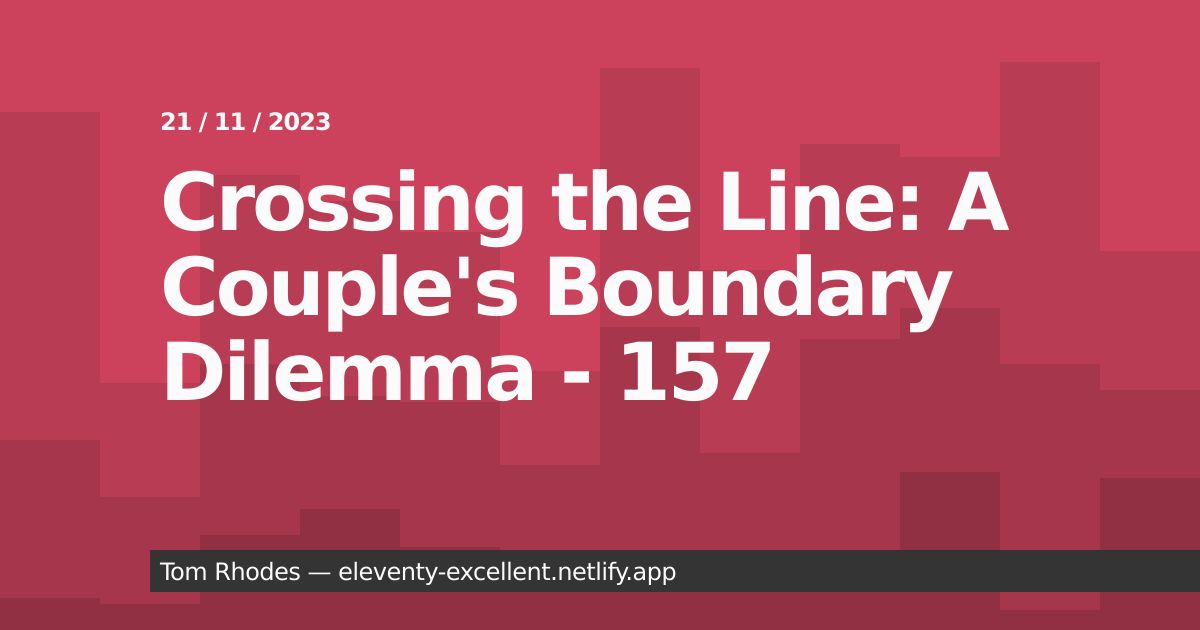 21 / 11 / 2023
Crossing the Line: A
Couple's Boundary
Dilemma - 157
Tom Rhodes — eleventy-excellent.netlify.app